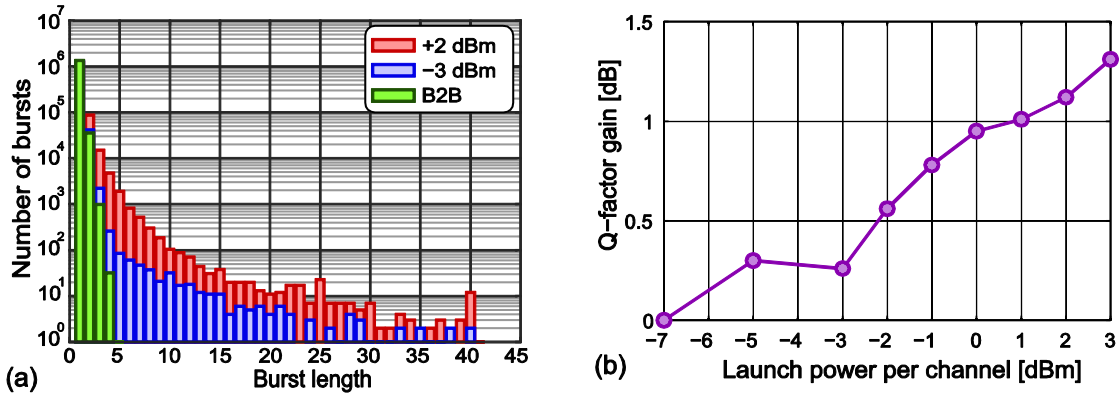 10^7
10^6
10^5
10^4
10^3
10^2
10^1
10^0
Number of bursts
+2 dBm
−3 dBm
B2B
0 5 10 15 20 25 30 35 40 45
Burst length
(a)
1.5
1
0.5
0
Q−factor gain [dB]
−7 −6 −5 −4 −3 −2 −1 0 1 2 3
Launch power per channel [dBm]
(b)